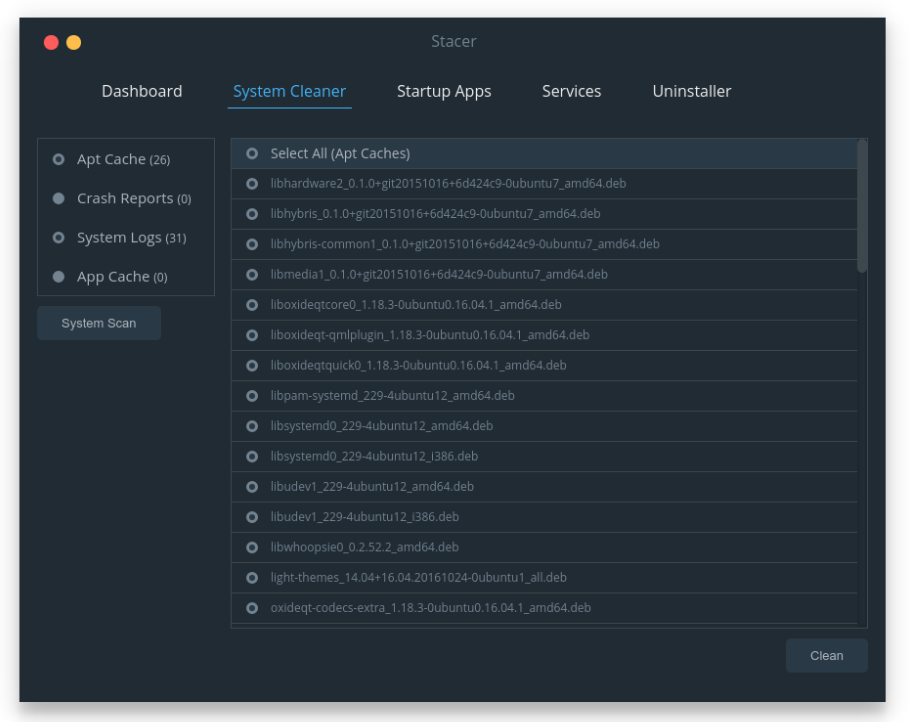 Stacer
Dashboard System Cleaner Startup Apps Services Uninstaller
Apt Cache (26)
Crash Reports (0)
System Logs (31)
App Cache (0)
System Scan
Select All (Apt Caches)
libhardware2_0.1.0+git20151016+6d424c9-0ubuntu7_amd64.deb
libhybris_0.1.0+git20151016+6d424c9-0ubuntu7_amd64.deb
libhybris-common1_0.1.0+git20151016+6d424c9-0ubuntu7_amd64.deb
libmedia1_0.1.0+git20151016+6d424c9-0ubuntu7_amd64.deb
liboxideqtcore0_1.18.3-0ubuntu0.16.04.1_amd64.deb
liboxideqt-qmlplugin_1.18.3-0ubuntu0.16.04.1_amd64.deb
liboxideqtquick0_1.18.3-0ubuntu0.16.04.1_amd64.deb
libpam-systemd_229-4ubuntu12_amd64.deb
libsystemd0_229-4ubuntu12_amd64.deb
libsystemd0_229-4ubuntu12_i386.deb
libudev1_229-4ubuntu12_amd64.deb
libudev1_229-4ubuntu12_i386.deb
libwhoopsie0_0.2.52.2_amd64.deb
light-themes_14.04+16.04.20161024-0ubuntu1_all.deb
oxideqt-codecs-extra_1.18.3-0ubuntu0.16.04.1_amd64.deb
Clean